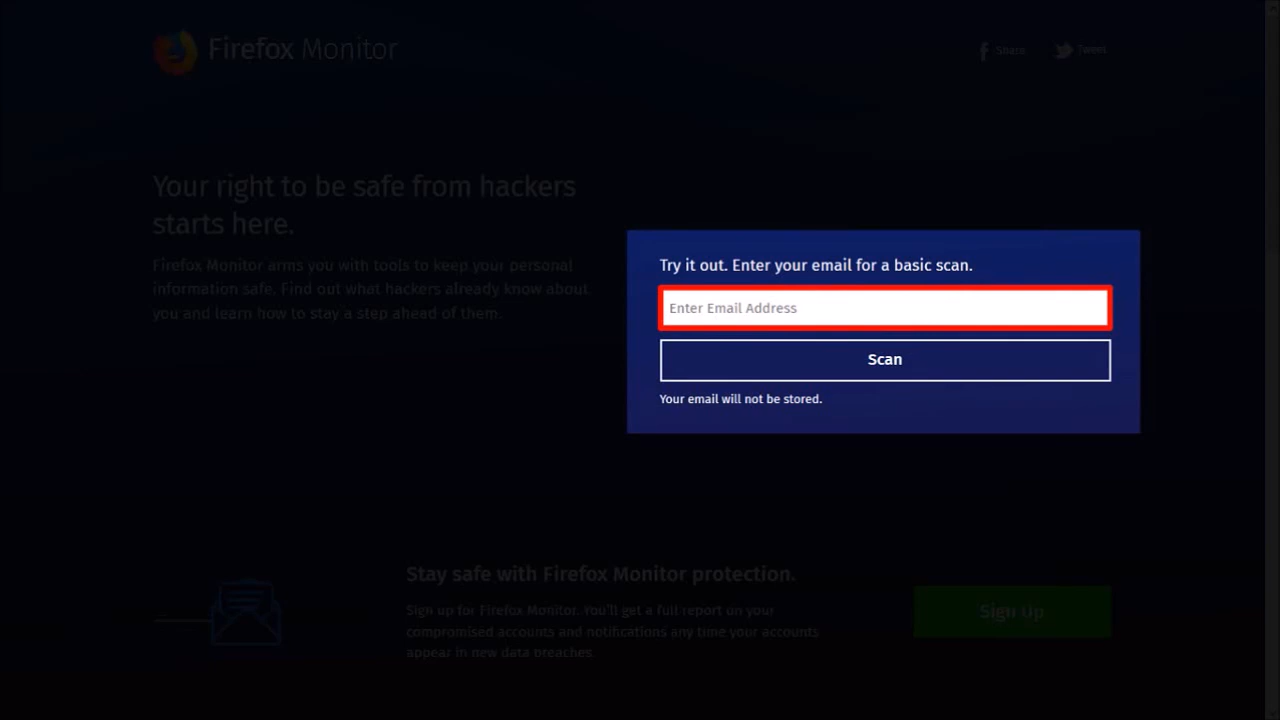 Firefox Monitor
Share
Tweet
Your right to be safe from hackers
starts here.
Firefox Monitor arms you with tools to keep your personal
information safe. Find out what hackers already know about
you and learn how to stay a step ahead of them.
Try it out. Enter your email for a basic scan.
Enter Email Address
Scan
Your email will not be stored.
Stay safe with Firefox Monitor protection.
Sign up for Firefox Monitor. You'll get a full report on your
compromised accounts and notifications any time your accounts
appear in new data breaches.
Sign Up